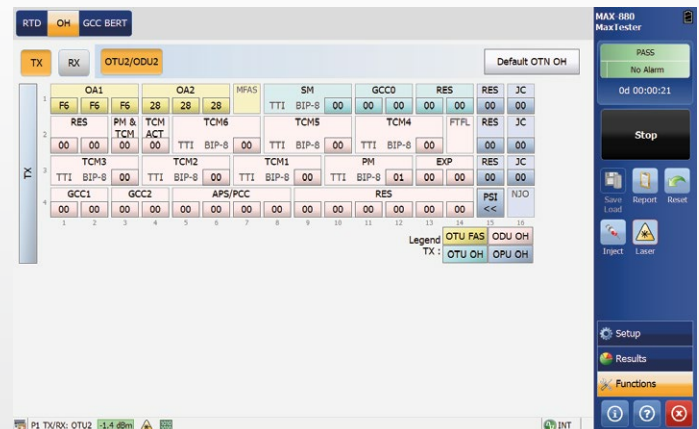 RTD OH GCC BERT
MAX-880
MaxTester
PASS
No Alarm
0d 00:00:21
TX RX OTU2/ODU2 Default OTN OH
OA1 OA2 MFAS SM GCC0 RES RES JC
1 F6 F6 F6 28 28 28 TTI BIP-8 00 00 00 00 00 00 00
RES PM & TCM TCM ACT TCM6 TCM5 TCM4 FTFL RES JC
2 00 00 00 00 TTI BIP-8 00 TTI BIP-8 00 TTI BIP-8 00 00 00
TX
TCM3 TCM2 TCM1 PM EXP RES JC
3 TTI BIP-8 00 TTI BIP-8 00 TTI BIP-8 00 TTI BIP-8 01 00 00 00 00
GCC1 GCC2 APS/PCC RES PSI NJO
4 00 00 00 00 00 00 00 00 00 00 00 00 00 00 <<
1 2 3 4 5 6 7 8 9 10 11 12 13 14 15 16
Legend OTU FAS ODU OH
TX : OTU OH OPU OH
Stop
Save Load Report Reset
Inject Laser
Setup
Results
Functions
P1 TX/RX: OTU2 -1.4 dBm INT